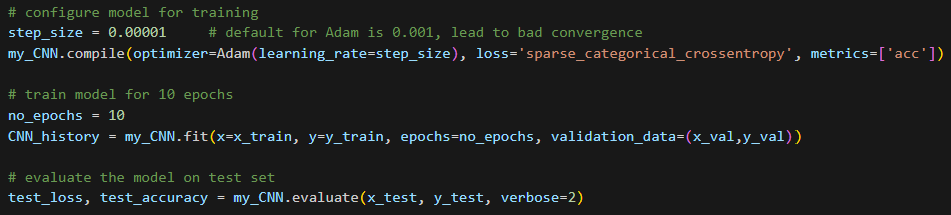 # configure model for training
step_size = 0.00001     # default for Adam is 0.001, lead to bad convergence
my_CNN.compile(optimizer=Adam(learning_rate=step_size), loss='sparse_categorical_crossentropy', metrics=['acc'])
# train model for 10 epochs
no_epochs = 10
CNN_history = my_CNN.fit(x=x_train, y=y_train, epochs=no_epochs, validation_data=(x_val,y_val))
# evaluate the model on test set
test_loss, test_accuracy = my_CNN.evaluate(x_test, y_test, verbose=2)